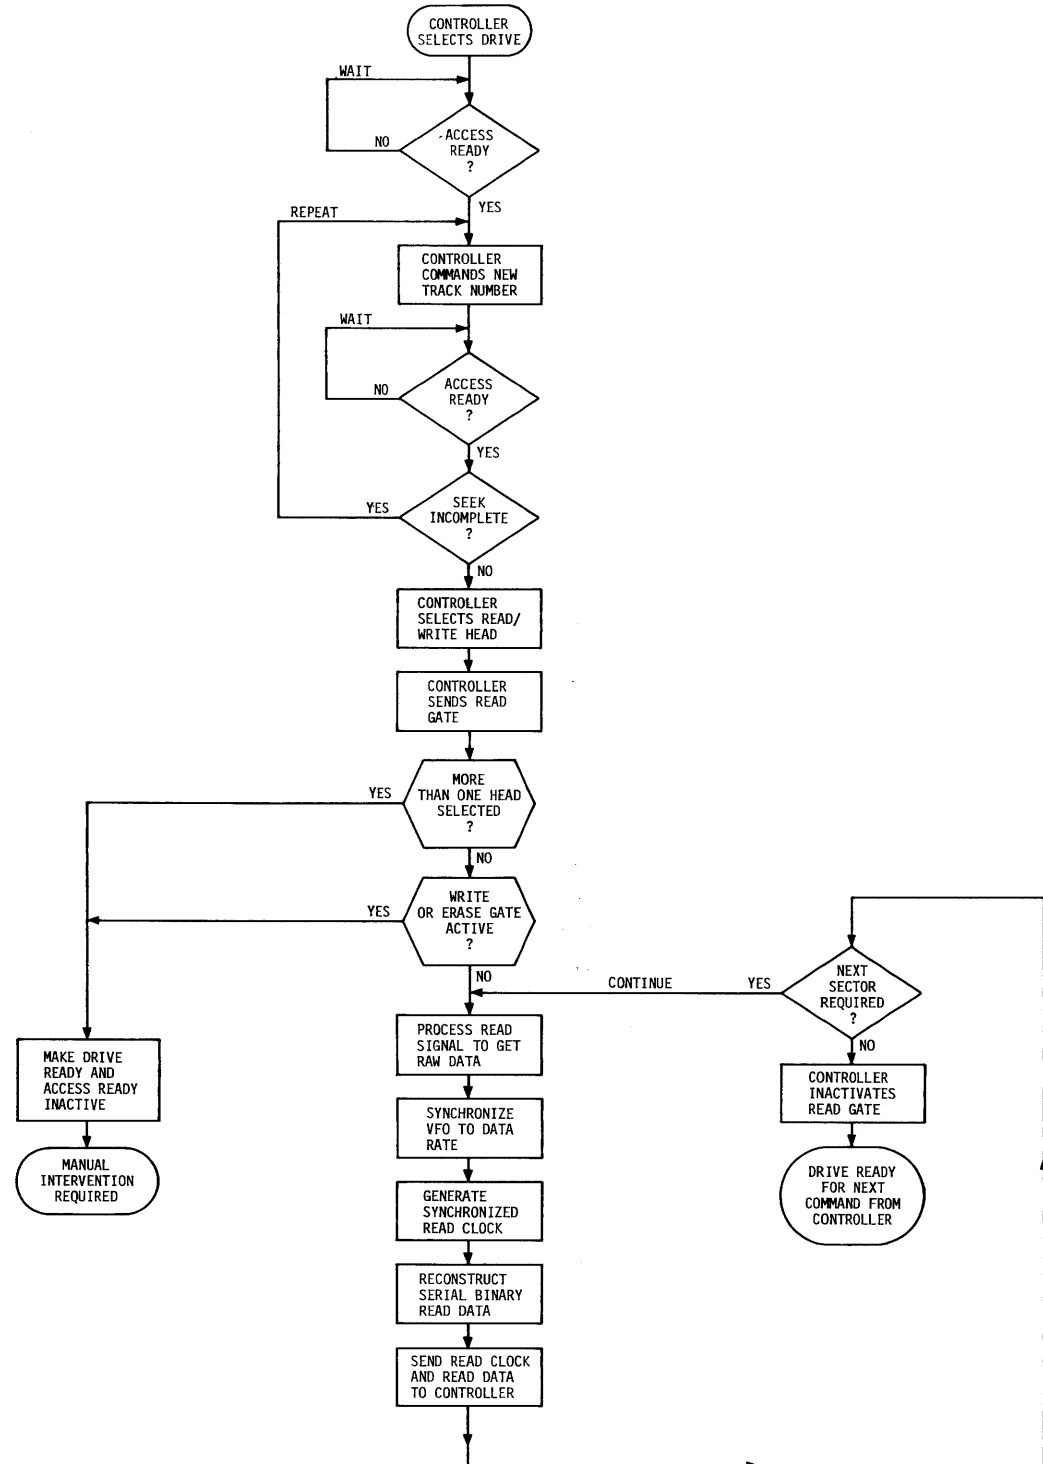 CONTROLLER
SELECTS DRIVE
WAIT
ACCESS
READY
?
NO
YES
REPEAT
CONTROLLER
COMMANDS NEW
TRACK NUMBER
WAIT
ACCESS
READY
?
NO
YES
SEEK
INCOMPLETE
?
YES
NO
CONTROLLER
SELECTS READ/
WRITE HEAD
CONTROLLER
SENDS READ
GATE
MORE
THAN ONE HEAD
SELECTED
?
YES
NO
WRITE
OR ERASE GATE
ACTIVE
?
YES
NO
CONTINUE
YES
NEXT
SECTOR
REQUIRED
?
NO
PROCESS READ
SIGNAL TO GET
RAW DATA
MAKE DRIVE
READY AND
ACCESS READY
INACTIVE
CONTROLLER
INACTIVATES
READ GATE
SYNCHRONIZE
VFO TO DATA
RATE
MANUAL
INTERVENTION
REQUIRED
DRIVE READY
FOR NEXT
COMMAND FROM
CONTROLLER
GENERATE
SYNCHRONIZED
READ CLOCK
RECONSTRUCT
SERIAL BINARY
READ DATA
SEND READ CLOCK
AND READ DATA
TO CONTROLLER